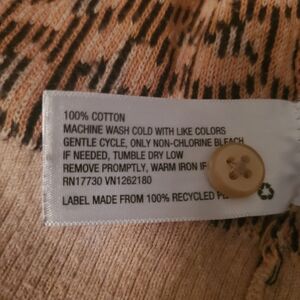 100% COTTON
MACHINE WASH COLD WITH LIKE COLORS
GENTLE CYCLE, ONLY NON-CHLORINE BLEACH
IF NEEDED, TUMBLE DRY LOW
REMOVE PROMPTLY, WARM IRON IF
RN17730 VN1262180
LABEL MADE FROM 100% RECYCLED